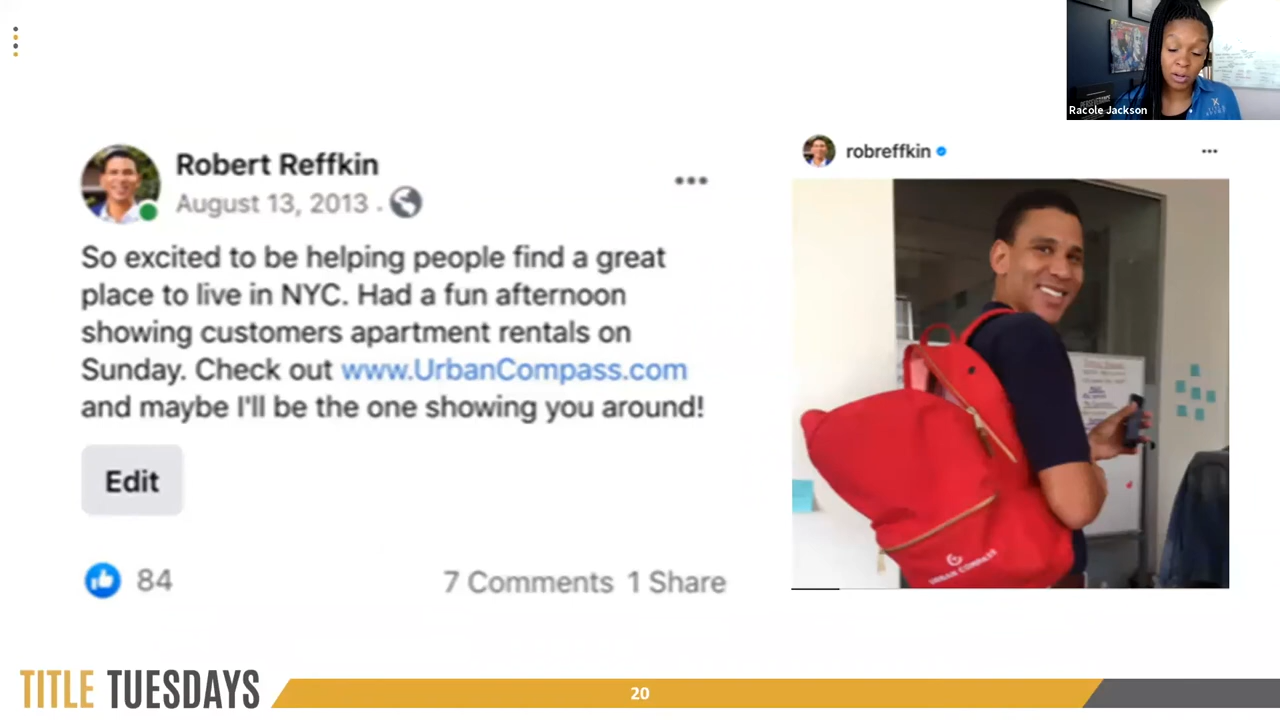 Racole Jackson
Robert Reffkin
August 13, 2013 .
So excited to be helping people find a great
place to live in NYC. Had a fun afternoon
showing customers apartment rentals on
Sunday. Check out www.UrbanCompass.com
and maybe I'll be the one showing you around!
Edit
84
7 Comments 1 Share
robreffkin
URBAN COMPASS
TITLE TUESDAYS
20